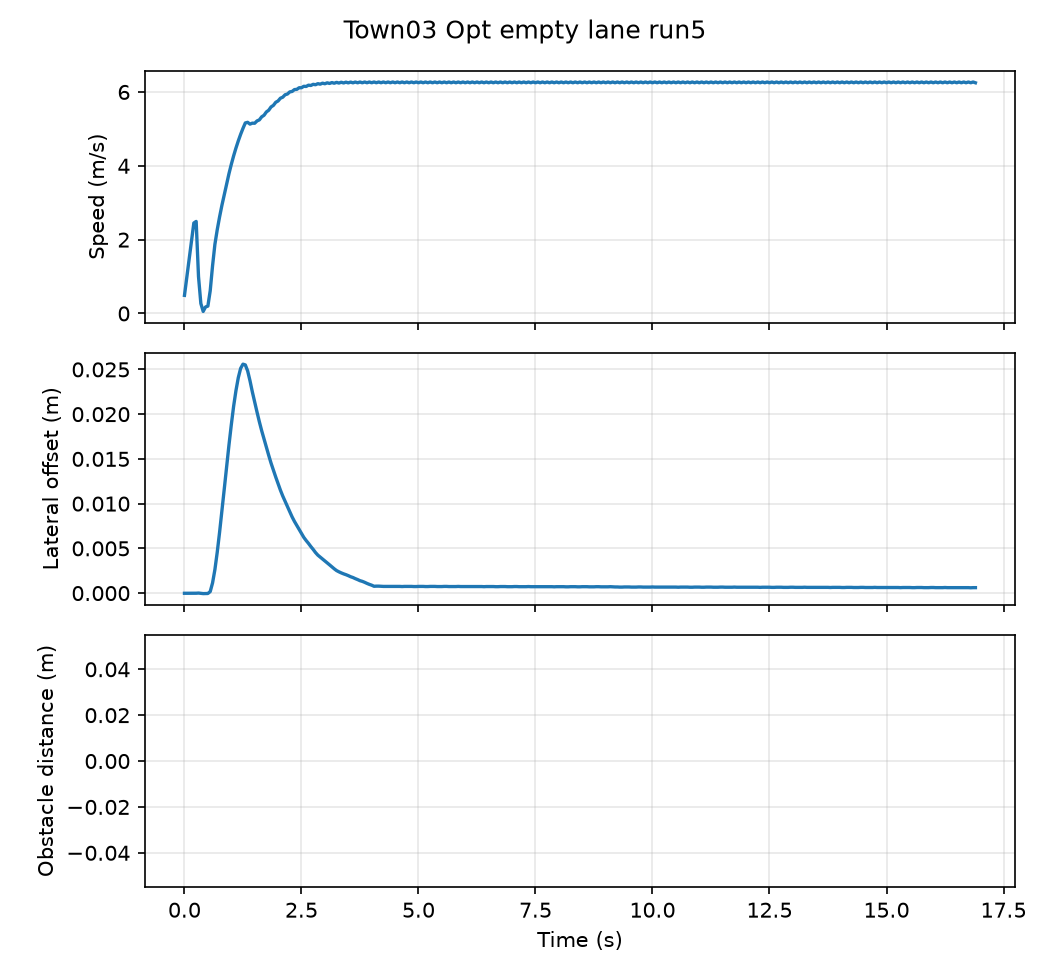 Town03 Opt empty lane run5
Speed (m/s)
6
4
2
0
Lateral offset (m)
0.025
0.020
0.015
0.010
0.005
0.000
Obstacle distance (m)
0.04
0.02
0.00
−0.02
−0.04
0.0 2.5 5.0 7.5 10.0 12.5 15.0 17.5
Time (s)